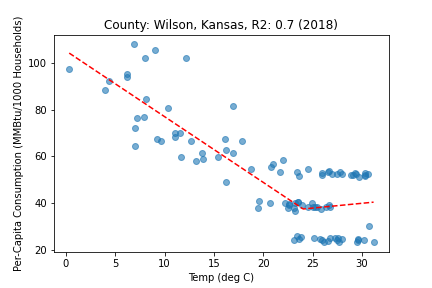 County: Wilson, Kansas, R2: 0.7 (2018)
Per-Capita Consumption (MMBtu/1000 Households)
100
80
60
40
20
0 5 10 15 20 25 30
Temp (deg C)